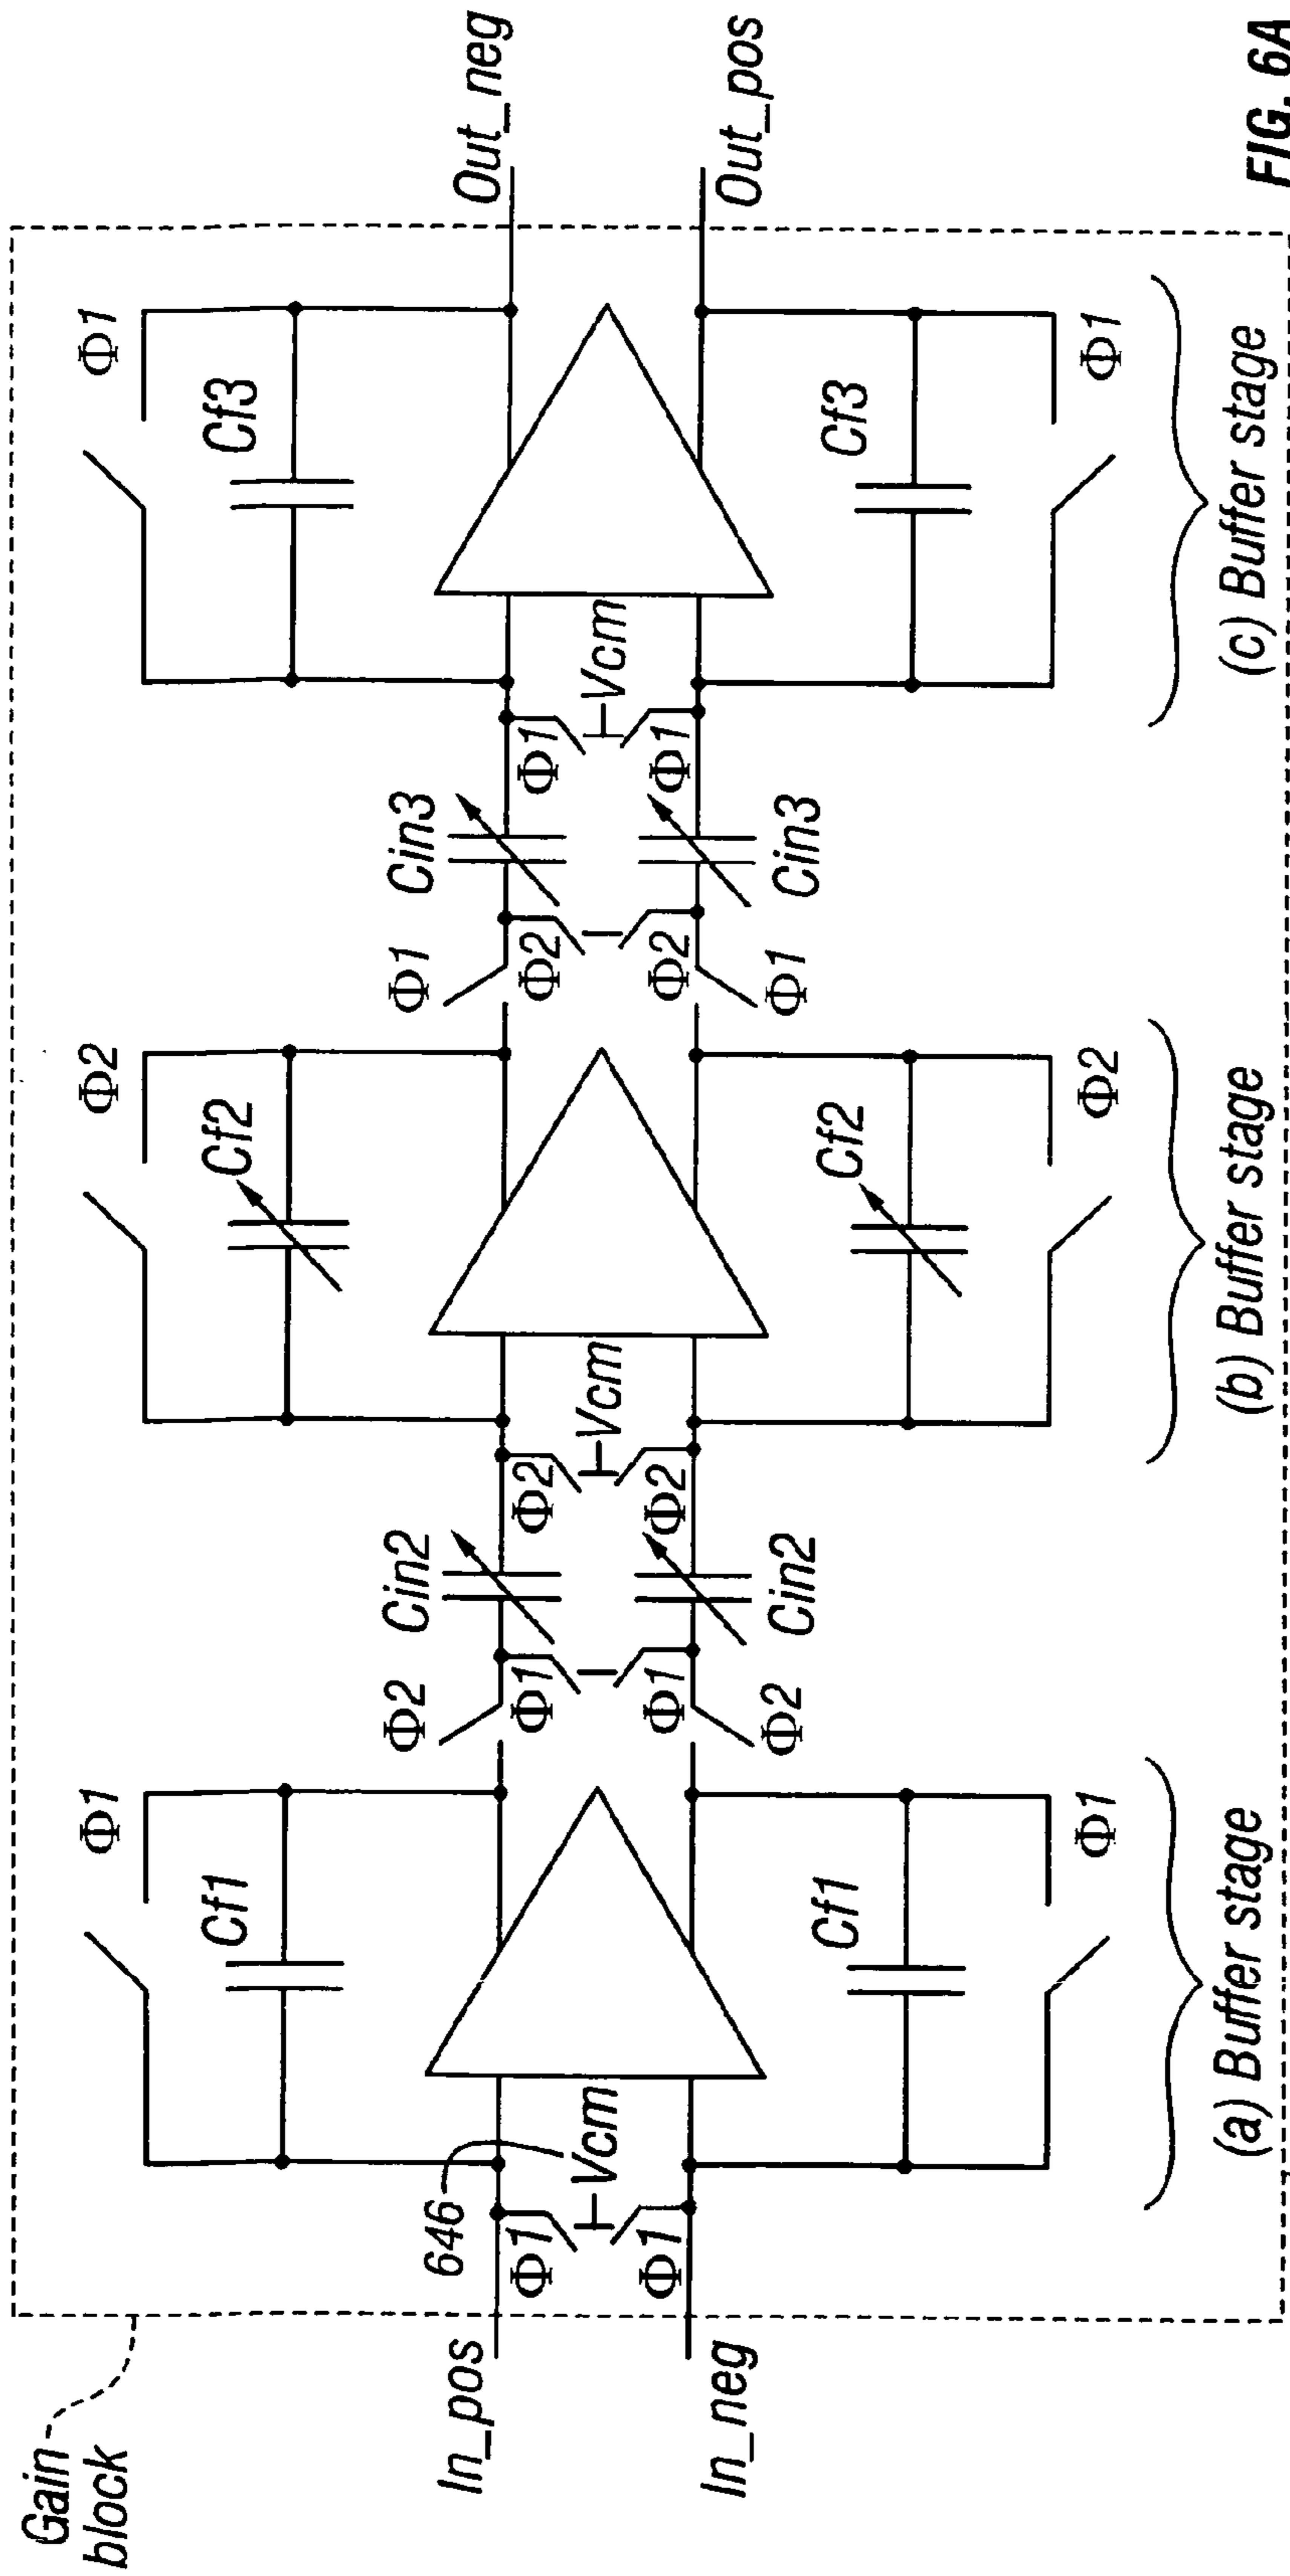 Gain
block
Φ1
Φ2
Φ1
Cf1
Cf2
Cf3
646
In_pos
Φ2
Cin2
Φ1
Cin3
Out_neg
Φ1
Φ1
Φ2
Φ2
Φ1
Vcm
Vcm
Vcm
Φ1
Φ1
Φ2
Φ2
Φ1
In_neg
Φ2
Cin2
Φ1
Cin3
Out_pos
Cf1
Cf2
Cf3
Φ1
Φ2
Φ1
(a) Buffer stage
(b) Buffer stage
(c) Buffer stage
FIG. 6A